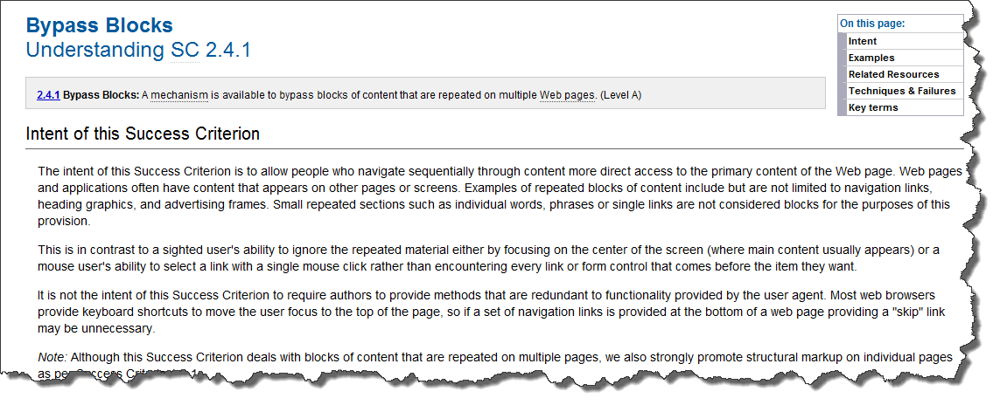 Bypass Blocks
Understanding SC 2.4.1
On this page:
Intent
Examples
Related Resources
Techniques & Failures
Key terms
2.4.1 Bypass Blocks: A mechanism is available to bypass blocks of content that are repeated on multiple Web pages. (Level A)
Intent of this Success Criterion
The intent of this Success Criterion is to allow people who navigate sequentially through content more direct access to the primary content of the Web page. Web pages
and applications often have content that appears on other pages or screens. Examples of repeated blocks of content include but are not limited to navigation links,
heading graphics, and advertising frames. Small repeated sections such as individual words, phrases or single links are not considered blocks for the purposes of this
provision.
This is in contrast to a sighted user's ability to ignore the repeated material either by focusing on the center of the screen (where main content usually appears) or a
mouse user's ability to select a link with a single mouse click rather than encountering every link or form control that comes before the item they want.
It is not the intent of this Success Criterion to require authors to provide methods that are redundant to functionality provided by the user agent. Most web browsers
provide keyboard shortcuts to move the user focus to the top of the page, so if a set of navigation links is provided at the bottom of a web page providing a "skip" link
may be unnecessary.
Note: Although this Success Criterion deals with blocks of content that are repeated on multiple pages, we also strongly promote structural markup on individual pages
as per Success